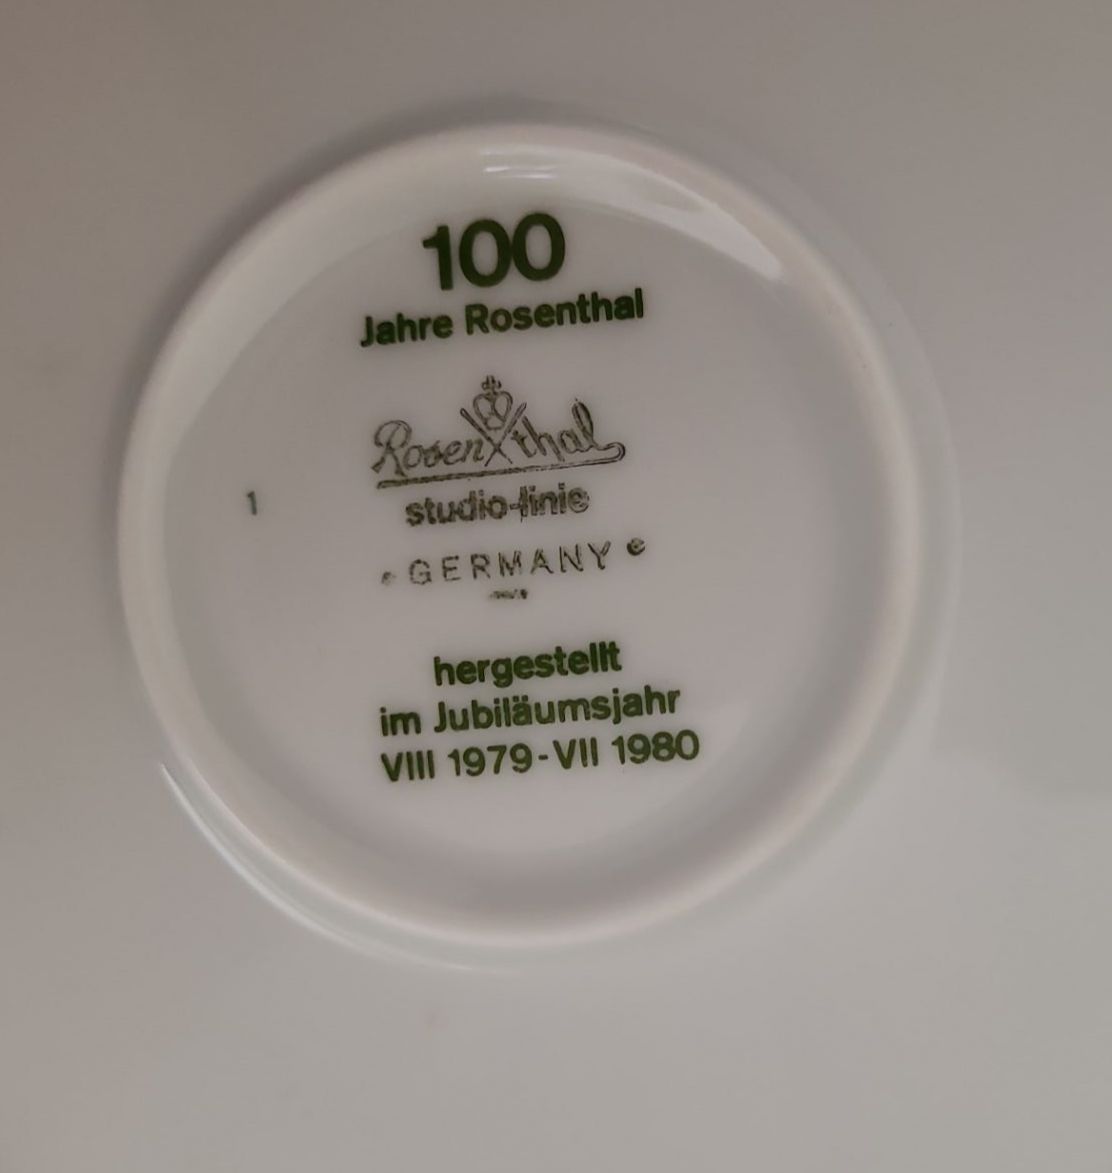 100
Jahre Rosenthal
Rosenthal
studio-linie
GERMANY
1
hergestellt
im Jubiläumsjahr
VIII 1979-VII 1980